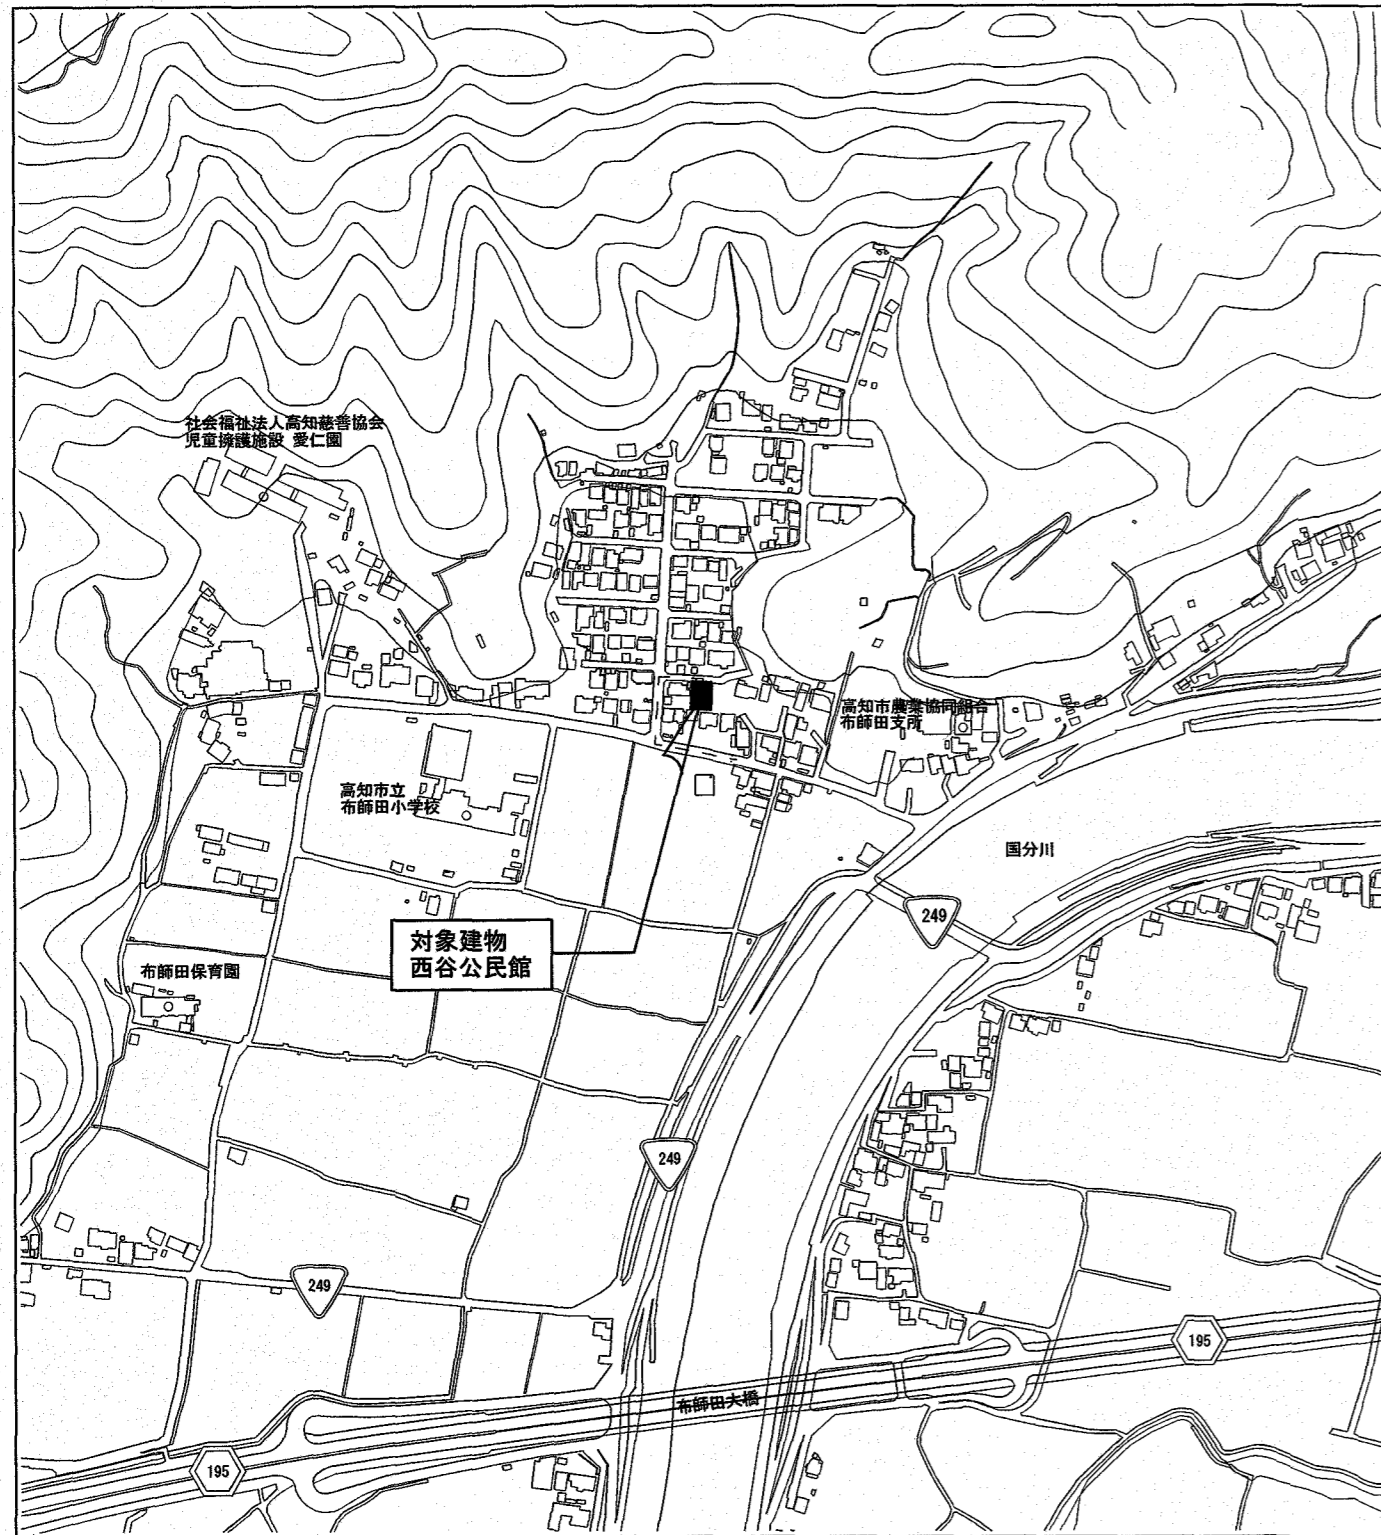 社会福祉法人高知慈善協会
児童擁護施設 愛仁園
高知市農業協同組合
布師田支所
高知市立
布師田小学校
国分川
249
対象建物
西谷公民館
布師田保育園
249
249
195
布師田大橋
195